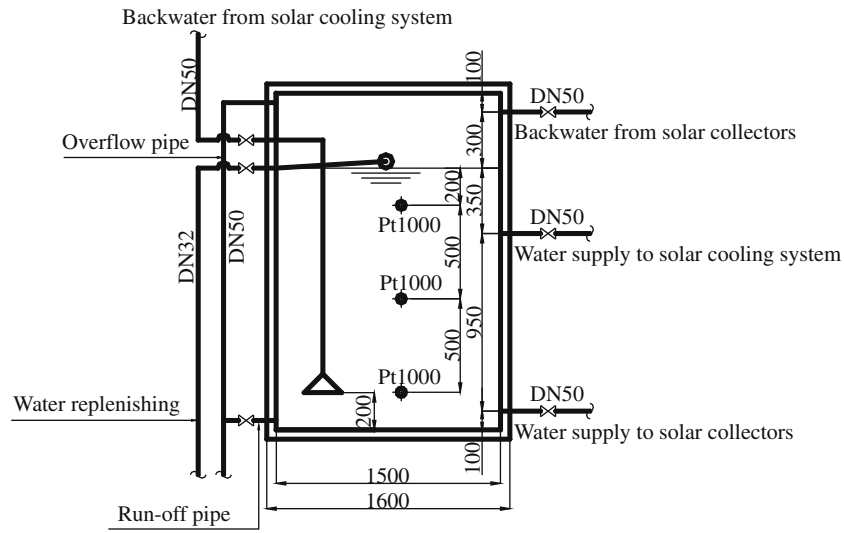 Backwater from solar cooling system
DN50
100
DN50
Overflow pipe
Backwater from solar collectors
300
200
350
Pt1000
DN50
DN32
DN50
Water supply to solar cooling system
500
Pt1000
950
500
Pt1000
DN50
Water replenishing
200
Water supply to solar collectors
100
1500
1600
Run-off pipe